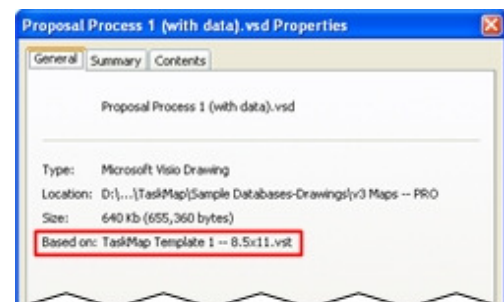 Proposal Process 1 (with data).vsd Properties
General Summary Contents
Proposal Process 1 (with data).vsd
Type: Microsoft Visio Drawing
Location: D:\...\TaskMap\Sample Databases-Drawings\v3 Maps -- PRO
Size: 640 Kb (655,360 bytes)
Based on: TaskMap Template 1 -- 8.5x11.vst